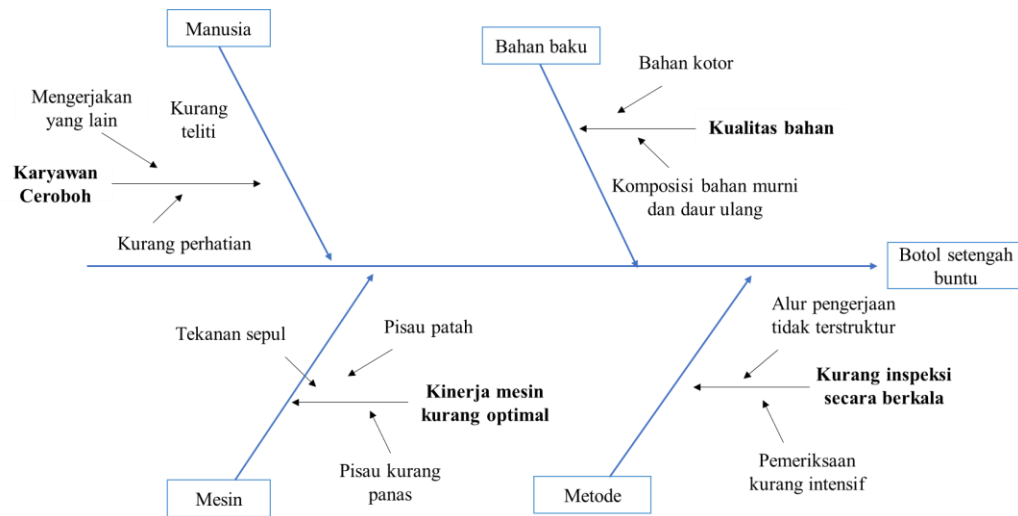 Manusia
Bahan baku
Mengerjakan
yang lain
Kurang
teliti
Karyawan
Ceroboh
Kurang perhatian
Bahan kotor
Kualitas bahan
Komposisi bahan murni
dan daur ulang
Botol setengah
buntu
Tekanan sepul
Pisau patah
Kinerja mesin
kurang optimal
Pisau kurang
panas
Mesin
Alur pengerjaan
tidak terstruktur
Kurang inspeksi
secara berkala
Pemeriksaan
kurang intensif
Metode